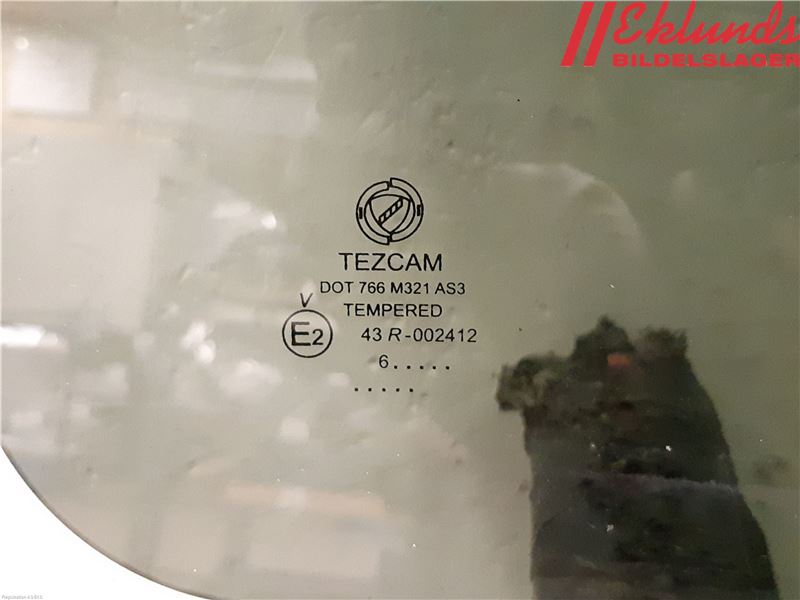 Eklunds
BILDELSLAGER
TEZCAM
DOT 766 M321 AS3
TEMPERED
V
E2
43 R-002412
6.....
.....